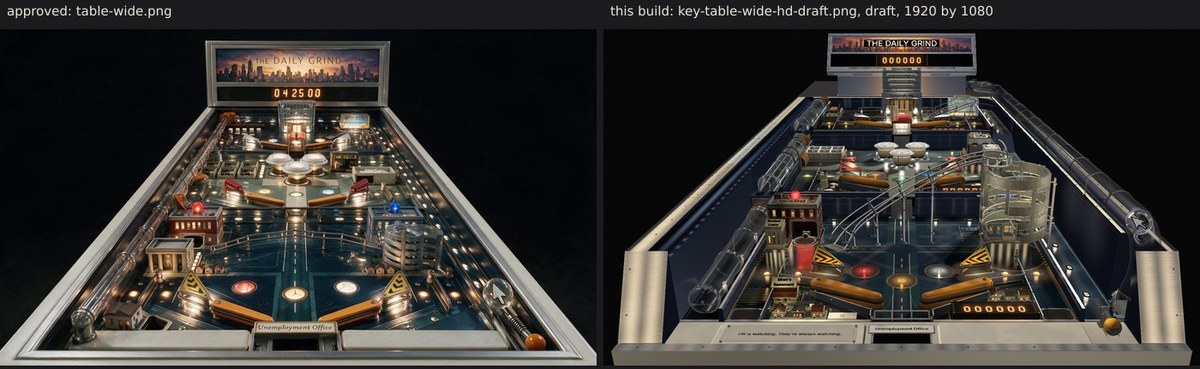 approved: table-wide.png
this build: key-table-wide-hd-draft.png, draft, 1920 by 1080
THE DAILY GRIND
042500
Unemployment Office
THE DAILY GRIND
000000
000000
HR is watching. They're always watching.
Unemployment Office